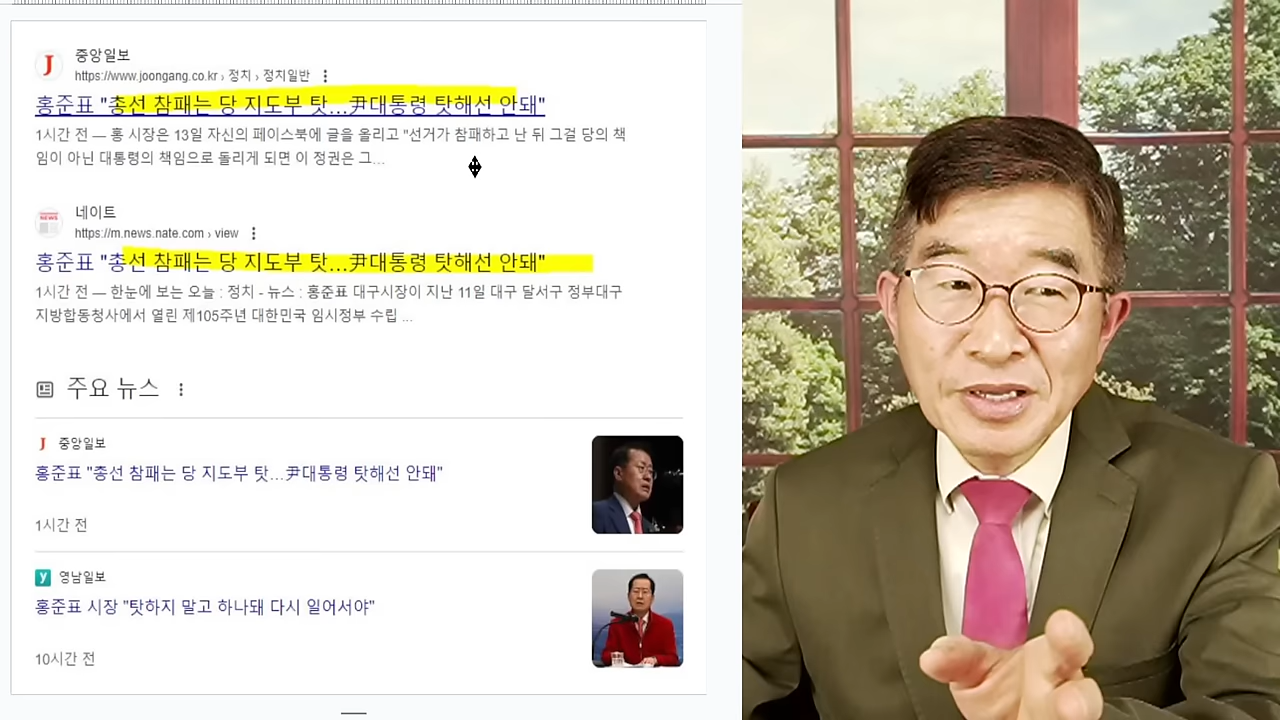 J
중앙일보
https://www.joongang.co.kr › 정치 › 정치일반
홍준표 "총선 참패는 당 지도부 탓...尹대통령 탓해선 안돼"
1시간 전 — 홍 시장은 13일 자신의 페이스북에 글을 올리고 "선거가 참패하고 난 뒤 그걸 당의 책
임이 아닌 대통령의 책임으로 돌리게 되면 이 정권은 그...
네이트
NEWS
https://m.news.nate.com › view
홍준표 "총선 참패는 당 지도부 탓...尹대통령 탓해선 안돼"
1시간 전 — 한눈에 보는 오늘 : 정치 - 뉴스 : 홍준표 대구시장이 지난 11일 대구 달서구 정부대구
지방합동청사에서 열린 제105주년 대한민국 임시정부 수립 ...
주요 뉴스
J 중앙일보
홍준표 "총선 참패는 당 지도부 탓...尹대통령 탓해선 안돼"
1시간 전
y 영남일보
홍준표 시장 "탓하지 말고 하나돼 다시 일어서야"
10시간 전